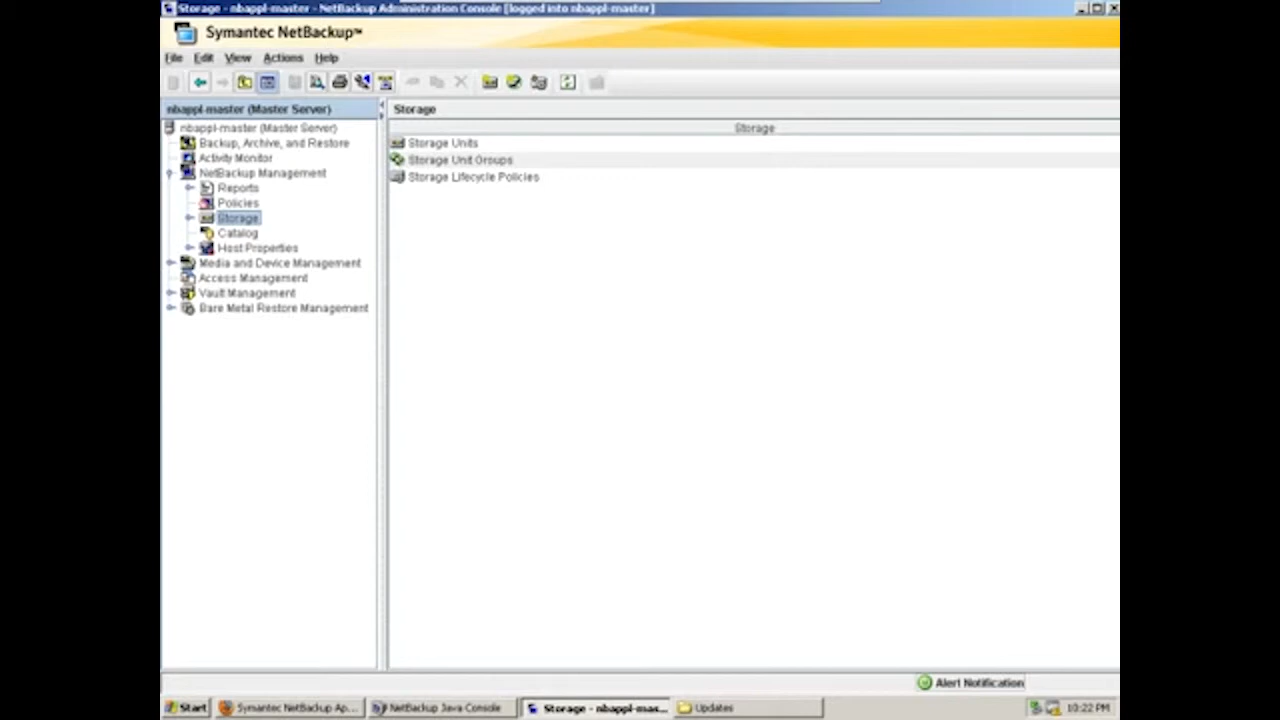 Storage - nbappl-master - NetBackup Administration Console [logged into nbappl-master]
Symantec NetBackup™
File Edit View Actions Help
nbappl-master (Master Server)
Storage
nbappl-master (Master Server)
Backup, Archive, and Restore
Activity Monitor
NetBackup Management
Reports
Policies
Storage
Catalog
Host Properties
Media and Device Management
Access Management
Vault Management
Bare Metal Restore Management
Storage
Storage Units
Storage Unit Groups
Storage Lifecycle Policies
Alert Notification
Start
Symantec NetBackup Ap...
NetBackup Java Console
Storage - nbappl-mas...
Updates
10:22 PM